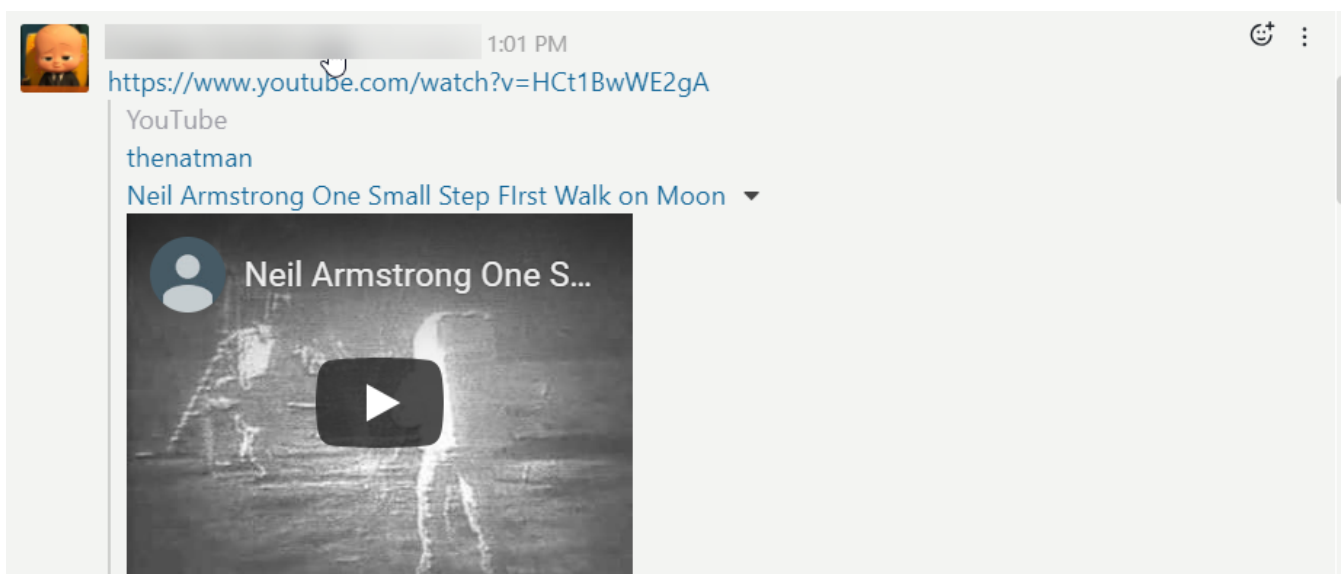 1:01 PM
https://www.youtube.com/watch?v=HCt1BwWE2gA
YouTube
thenatman
Neil Armstrong One Small Step FIrst Walk on Moon
Neil Armstrong One S...